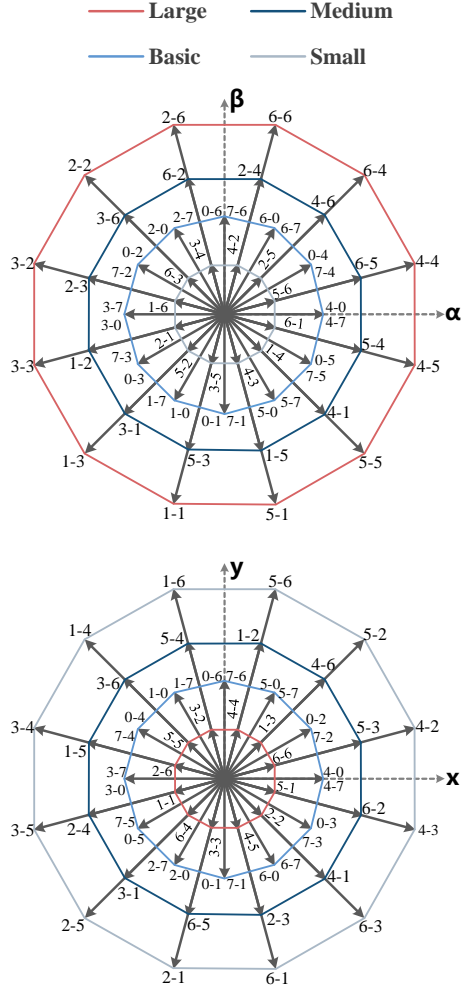 Large Medium
Basic Small
β
2-6 6-6
2-2 6-4
6-2 2-4
3-6 4-6
2-0 2-7 0-6 7-6 6-0 6-7
3-4 4-2 2-5
0-2 0-4
3-2 6-3 4-4
7-2 7-4
2-3 6-5
5-6
3-7 1-6 4-0
α
3-0 6-1 4-7
2-1 1-4
1-2 5-4
7-3 5-2 3-5 4-3 0-5
3-3 4-5
0-3 7-5
1-7 5-7
3-1 1-0 0-1 7-1 5-0 4-1
5-3 1-5
1-3 5-5
1-1 5-1
y
1-6 5-6
1-4 5-2
5-4 1-2
3-6 4-6
1-0 1-7 0-6 7-6 5-0 5-7
3-2 4-4 1-3
3-4 0-4 0-2 4-2
7-4 5-5 7-2
1-5 6-6 5-3
3-7 2-6 4-0
x
3-0 5-1 4-7
1-1 2-2
2-4 6-2
3-5 7-5 0-3 4-3
0-5 6-4 3-3 4-5 7-3
2-7 6-7
3-1 2-0 0-1 7-1 6-0 4-1
6-5 2-3
2-5 6-3
2-1 6-1